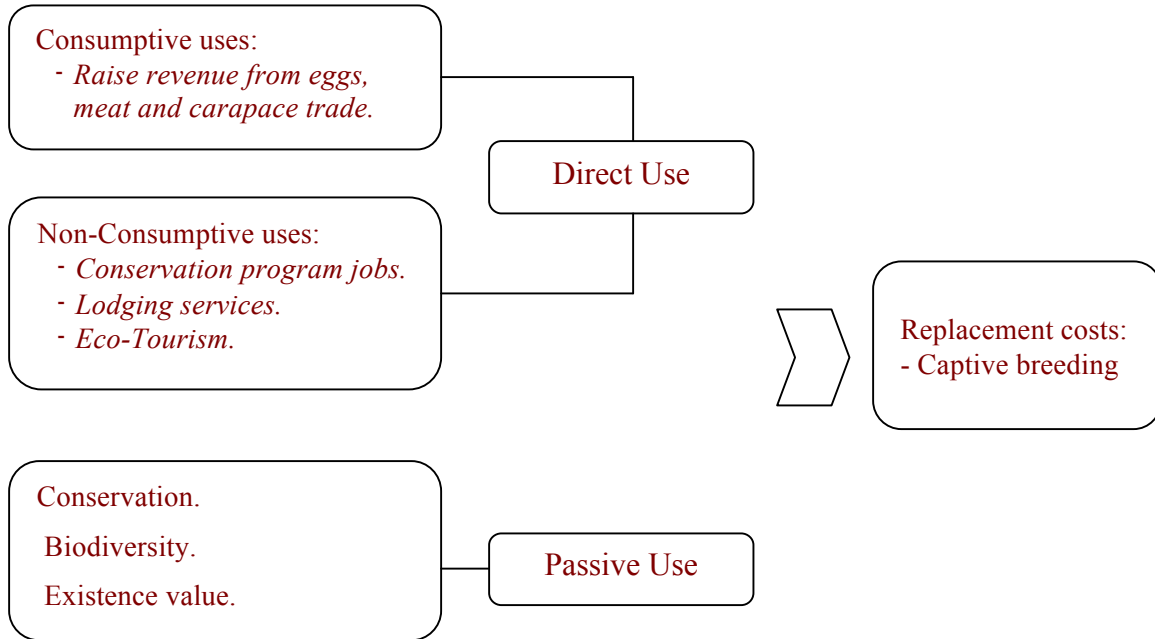 Consumptive uses:
- Raise revenue from eggs,
meat and carapace trade.
Direct Use
Non-Consumptive uses:
- Conservation program jobs.
- Lodging services.
- Eco-Tourism.
Replacement costs:
- Captive breeding
Conservation.
Biodiversity.
Existence value.
Passive Use